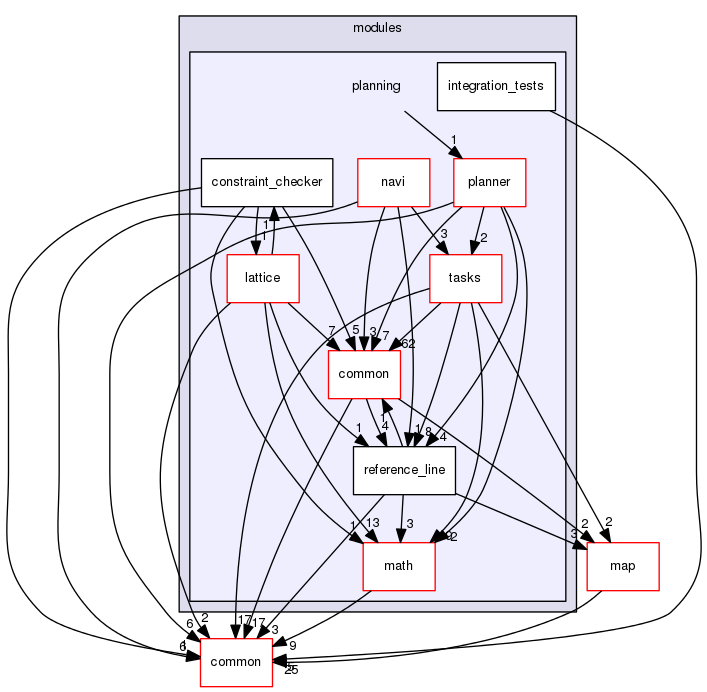 modules
planning
integration_tests
1
constraint_checker
navi
planner
1
1
3
2
lattice
tasks
7
5
3
7
62
common
1
1
4
1
8
4
reference_line
1
13
3
2
2
3
2
math
map
6
2
17
17
3
9
6
25
common